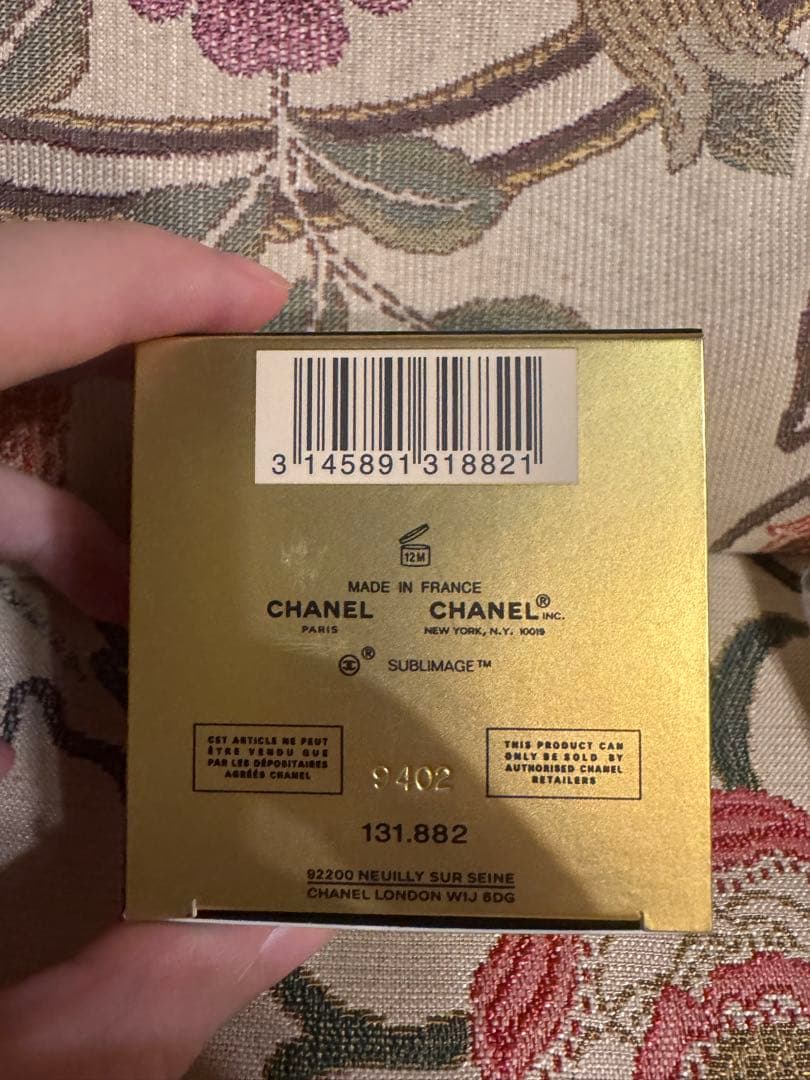 3 145891 318821
12M
MADE IN FRANCE
CHANEL CHANEL® INC.
PARIS NEW YORK, N.Y. 10019
® SUBLIMAGE™
CET ARTICLE NE PEUT
ÊTRE VENDU QUE
PAR LES DÉPOSITAIRES
AGRÉÉS CHANEL
9402
THIS PRODUCT CAN
ONLY BE SOLD BY
AUTHORISED CHANEL
RETAILERS
131.882
92200 NEUILLY SUR SEINE
CHANEL LONDON W1J 6DG